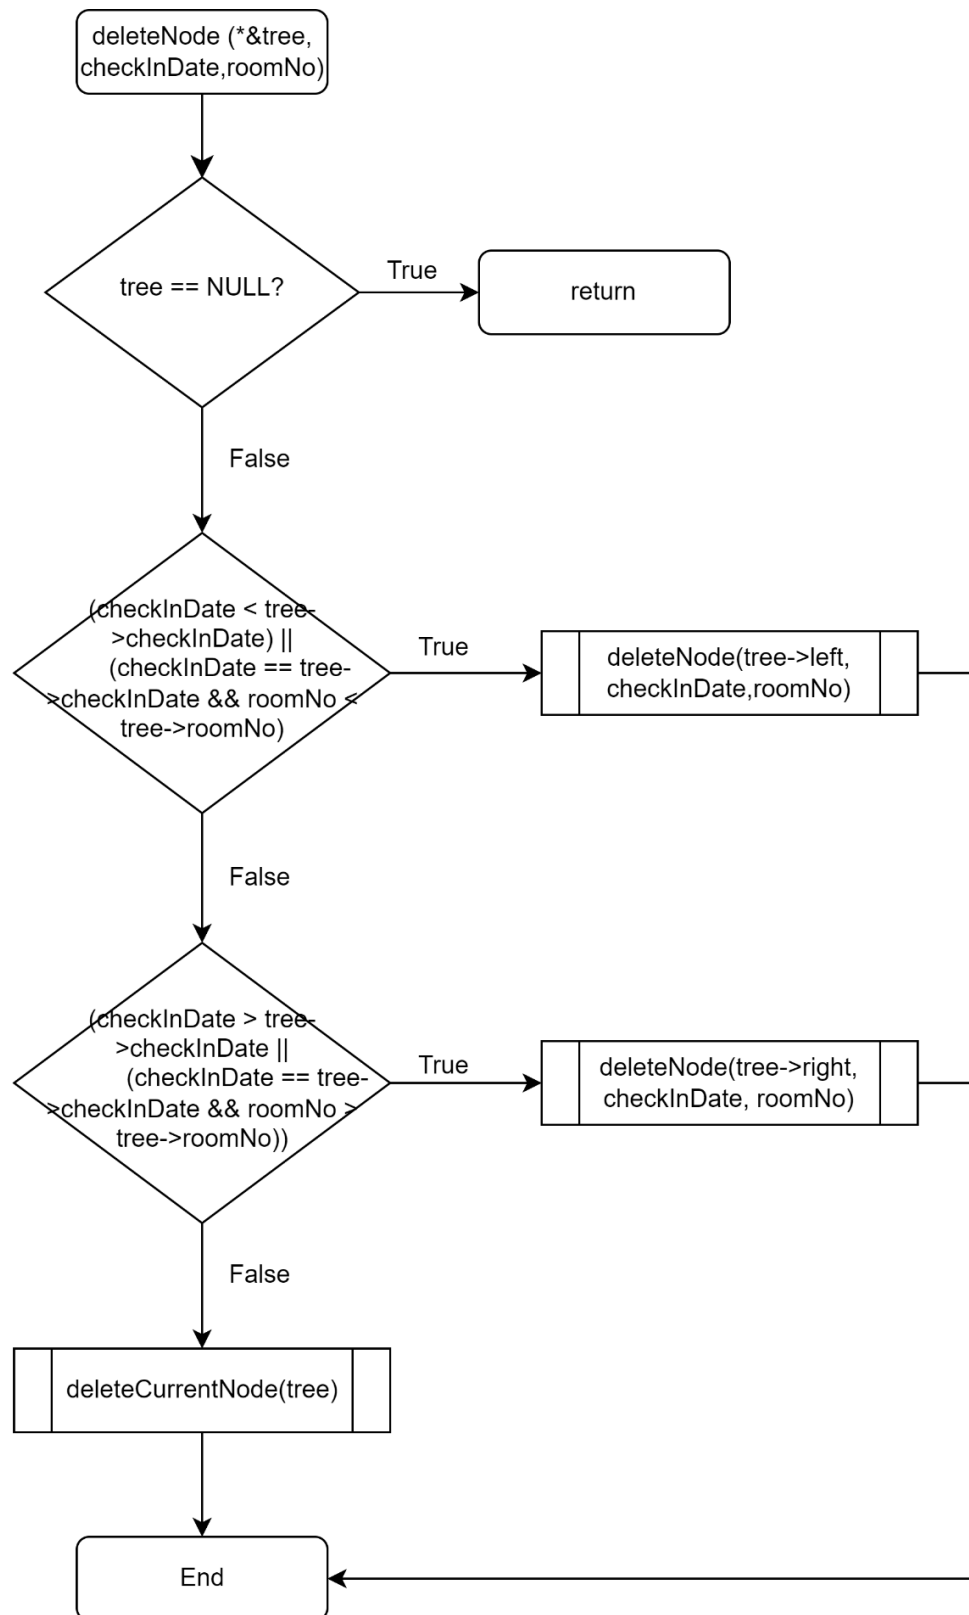 deleteNode (*&tree,
checkInDate,roomNo)
tree == NULL?
True
return
False
(checkInDate < tree-
>checkInDate) ||
(checkInDate == tree-
>checkInDate && roomNo <
tree->roomNo)
True
deleteNode(tree->left,
checkInDate,roomNo)
False
(checkInDate > tree-
>checkInDate ||
(checkInDate == tree-
>checkInDate && roomNo >
tree->roomNo))
True
deleteNode(tree->right,
checkInDate, roomNo)
False
deleteCurrentNode(tree)
End